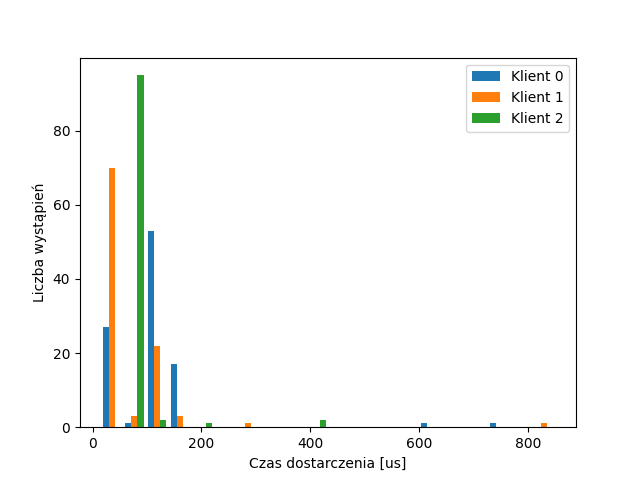 Klient 0
Klient 1
Klient 2
Liczba wystąpień
80
60
40
20
0
0 200 400 600 800
Czas dostarczenia [us]